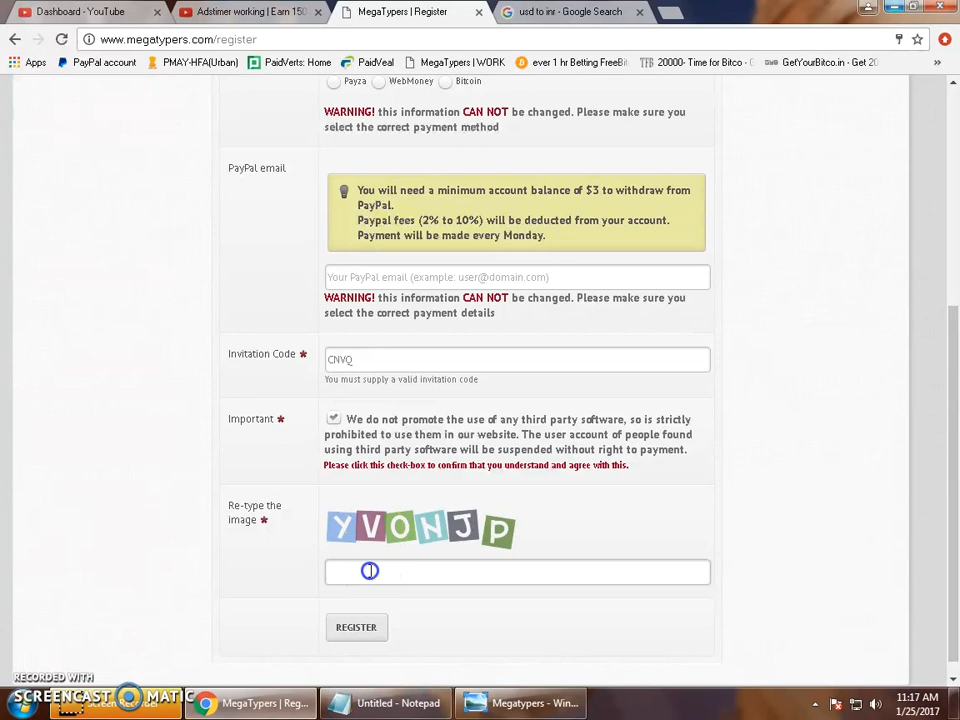 Dashboard - YouTube
Adstimer working | Earn 150
MegaTypers | Register
usd to inr - Google Search
www.megatypers.com/register
Apps
PayPal account
PMAY-HFA(Urban)
PaidVerts: Home
PaidVeal
MegaTypers | WORK
ever 1 hr Betting FreeBi
TFB
20000- Time for Bitco
GetYourBitco.in - Get 20
Payza
WebMoney
Bitcoin
WARNING! this information CAN NOT be changed. Please make sure you
select the correct payment method
PayPal email
You will need a minimum account balance of $3 to withdraw from
PayPal.
Paypal fees (2% to 10%) will be deducted from your account.
Payment will be made every Monday.
Your PayPal email (example: user@domain.com)
WARNING! this information CAN NOT be changed. Please make sure you
select the correct payment details
Invitation Code *
CNVQ
You must supply a valid invitation code
Important *
We do not promote the use of any third party software, so is strictly
prohibited to use them in our website. The user account of people found
using third party software will be suspended without right to payment.
Please click this check-box to confirm that you understand and agree with this.
Re-type the
image *
YVONJP
REGISTER
RECORDED WITH
SCREENCAST MATIC
Screen Recorder
MegaTypers | Reg...
Untitled - Notepad
Megatypers - Win...
11:17 AM
1/25/2017